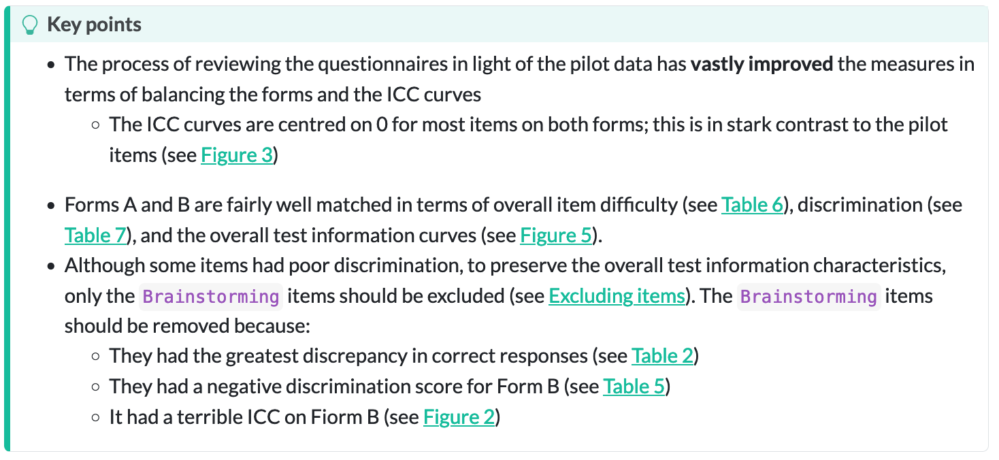 Key points
• The process of reviewing the questionnaires in light of the pilot data has vastly improved the measures in
terms of balancing the forms and the ICC curves
◦ The ICC curves are centred on 0 for most items on both forms; this is in stark contrast to the pilot
items (see Figure 3)
• Forms A and B are fairly well matched in terms of overall item difficulty (see Table 6), discrimination (see
Table 7), and the overall test information curves (see Figure 5).
• Although some items had poor discrimination, to preserve the overall test information characteristics,
only the Brainstorming items should be excluded (see Excluding items). The Brainstorming items
should be removed because:
◦ They had the greatest discrepancy in correct responses (see Table 2)
◦ They had a negative discrimination score for Form B (see Table 5)
◦ It had a terrible ICC on Fiorm B (see Figure 2)